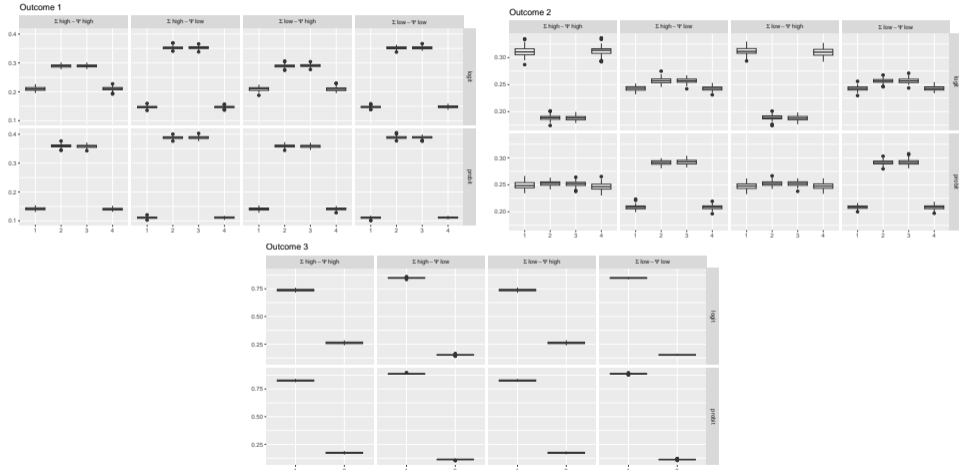 Outcome 1
Σ high – Ψ high Σ high – Ψ low Σ low – Ψ high Σ low – Ψ low
0.4
0.3
0.2
0.1
logit
0.4
0.3
0.2
0.1
probit
1 2 3 4 1 2 3 4 1 2 3 4 1 2 3 4
Outcome 2
Σ high – Ψ high Σ high – Ψ low Σ low – Ψ high Σ low – Ψ low
0.30
0.25
0.20
logit
0.30
0.25
0.20
probit
1 2 3 4 1 2 3 4 1 2 3 4 1 2 3 4
Outcome 3
Σ high – Ψ high Σ high – Ψ low Σ low – Ψ high Σ low – Ψ low
0.75
0.50
0.25
logit
0.75
0.50
0.25
probit